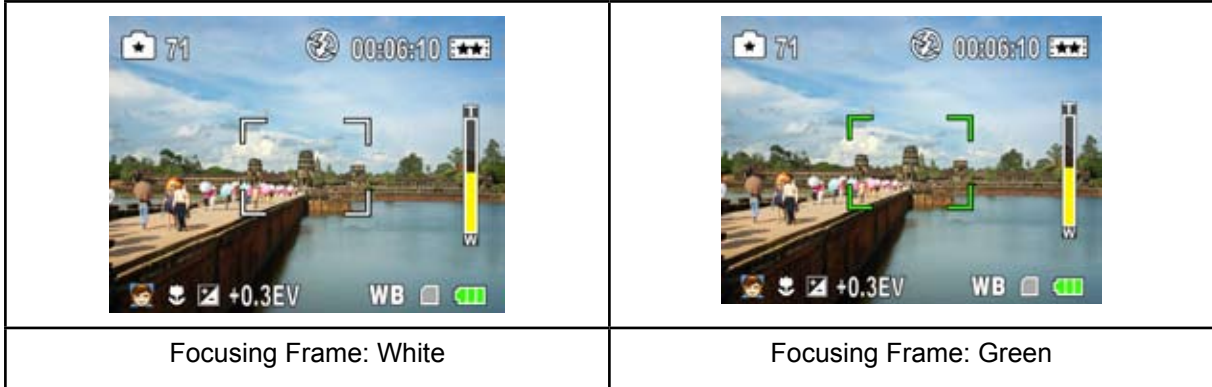 71 00:06:10
T
W
+0.3EV WB
71 00:06:10
T
W
+0.3EV WB
Focusing Frame: White
Focusing Frame: Green